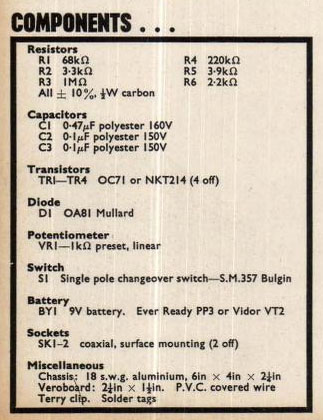 COMPONENTS . . .
Resistors
R1 68kΩ R4 220kΩ
R2 3·3kΩ R5 3·9kΩ
R3 1MΩ R6 2·2kΩ
All ± 10%, ½W carbon
Capacitors
C1 0·47μF polyester 160V
C2 0·1μF polyester 150V
C3 0·1μF polyester 150V
Transistors
TR1—TR4 OC71 or NKT214 (4 off)
Diode
D1 OA81 Mullard
Potentiometer
VR1—1kΩ preset, linear
Switch
S1 Single pole changeover switch—S.M.357 Bulgin
Battery
BY1 9V battery. Ever Ready PP3 or Vidor VT2
Sockets
SK1–2 coaxial, surface mounting (2 off)
Miscellaneous
Chassis: 18 s.w.g. aluminium, 6in × 4in × 2½in
Veroboard: 2½in × 1½in. P.V.C. covered wire
Terry clip. Solder tags